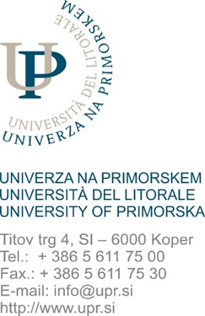 UNIVERZA NA PRIMORSKEM
UNIVERSITÀ DEL LITORALE
UP
UNIVERZA NA PRIMORSKEM
UNIVERSITÀ DEL LITORALE
UNIVERSITY OF PRIMORSKA
Titov trg 4, SI – 6000 Koper
Tel.: + 386 5 611 75 00
Fax.: + 386 5 611 75 30
E-mail: info@upr.si
http://www.upr.si